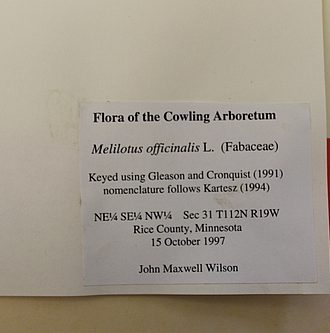 Flora of the Cowling Arboretum
Melilotus officinalis L. (Fabaceae)
Keyed using Gleason and Cronquist (1991)
nomenclature follows Kartesz (1994)
NE¼ SE¼ NW¼ Sec 31 T112N R19W
Rice County, Minnesota
15 October 1997
John Maxwell Wilson